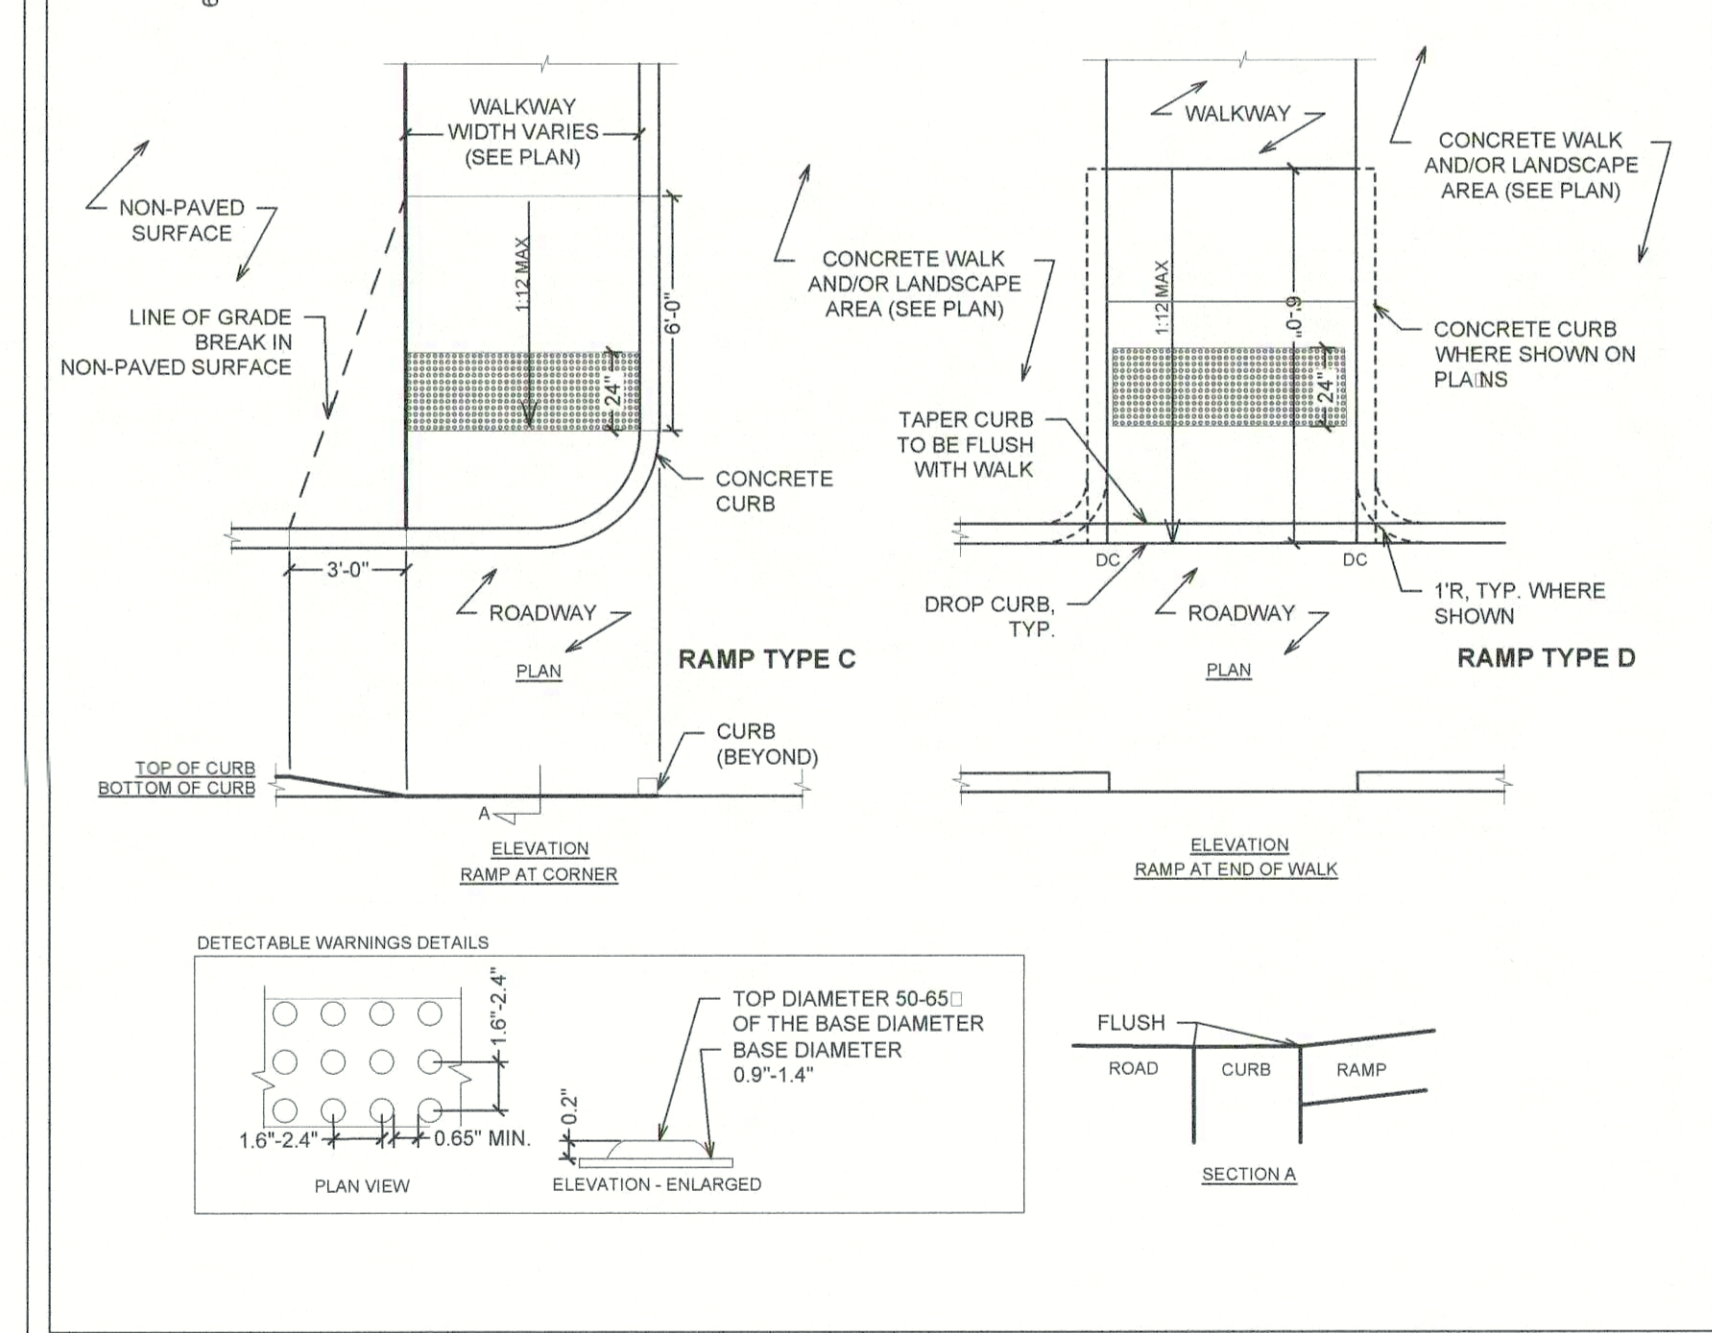 WALKWAY
WIDTH VARIES
(SEE PLAN)
NON-PAVED
SURFACE
LINE OF GRADE
BREAK IN
NON-PAVED SURFACE
1:12 MAX
6'-0"
24"
CONCRETE
CURB
3'-0"
ROADWAY
PLAN
RAMP TYPE C
CURB
(BEYOND)
TOP OF CURB
BOTTOM OF CURB
A
ELEVATION
RAMP AT CORNER
WALKWAY
CONCRETE WALK
AND/OR LANDSCAPE
AREA (SEE PLAN)
CONCRETE WALK
AND/OR LANDSCAPE
AREA (SEE PLAN)
1:12 MAX
6'-0"
24"
CONCRETE CURB
WHERE SHOWN ON
PLA□NS
TAPER CURB
TO BE FLUSH
WITH WALK
DC
DC
DROP CURB,
TYP.
ROADWAY
1'R, TYP. WHERE
SHOWN
PLAN
RAMP TYPE D
ELEVATION
RAMP AT END OF WALK
DETECTABLE WARNINGS DETAILS
1.6"-2.4"
1.6"-2.4"
0.65" MIN.
PLAN VIEW
TOP DIAMETER 50-65□
OF THE BASE DIAMETER
BASE DIAMETER
0.9"-1.4"
0.2"
ELEVATION - ENLARGED
FLUSH
ROAD
CURB
RAMP
SECTION A